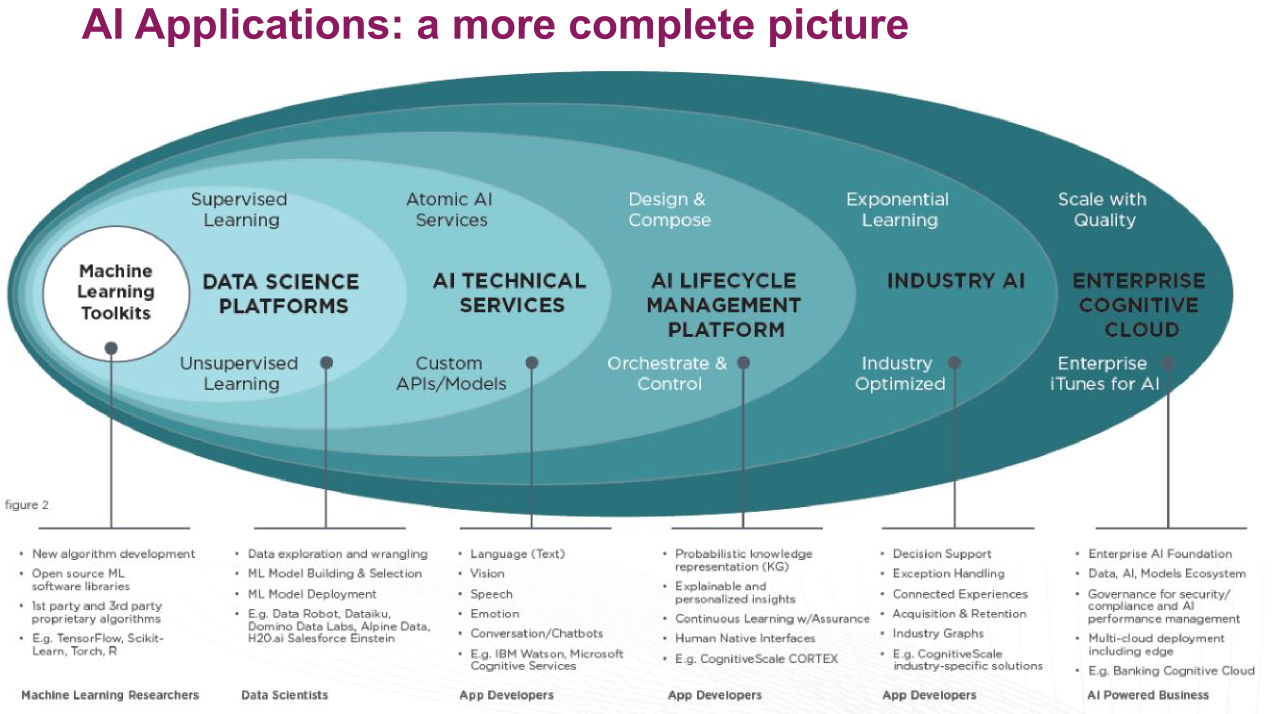 AI Applications: a more complete picture
Supervised
Learning
Atomic AI
Services
Design &
Compose
Exponential
Learning
Scale with
Quality
Machine
Learning
Toolkits
DATA SCIENCE
PLATFORMS
AI TECHNICAL
SERVICES
AI LIFECYCLE
MANAGEMENT
PLATFORM
INDUSTRY AI
ENTERPRISE
COGNITIVE
CLOUD
Unsupervised
Learning
Custom
APIs/Models
Orchestrate &
Control
Industry
Optimized
Enterprise
iTunes for AI
figure 2
• New algorithm development
• Open source ML
software libraries
• 1st party and 3rd party
proprietary algorithms
• E.g. TensorFlow, Scikit-
Learn, Torch, R
Machine Learning Researchers
• Data exploration and wrangling
• ML Model Building & Selection
• ML Model Deployment
• E.g. Data Robot, Dataiku,
Domino Data Labs, Alpine Data,
H20.ai Salesforce Einstein
Data Scientists
• Language (Text)
• Vision
• Speech
• Emotion
• Conversation/Chatbots
• E.g. IBM Watson, Microsoft
Cognitive Services
App Developers
• Probabilistic knowledge
representation (KG)
• Explainable and
personalized insights
• Continuous Learning w/Assurance
• Human Native Interfaces
• E.g. CognitiveScale CORTEX
App Developers
• Decision Support
• Exception Handling
• Connected Experiences
• Acquisition & Retention
• Industry Graphs
• E.g. CognitiveScale
industry-specific solutions
App Developers
• Enterprise AI Foundation
• Data, AI, Models Ecosystem
• Governance for security/
compliance and AI
performance management
• Multi-cloud deployment
including edge
• E.g. Banking Cognitive Cloud
AI Powered Business